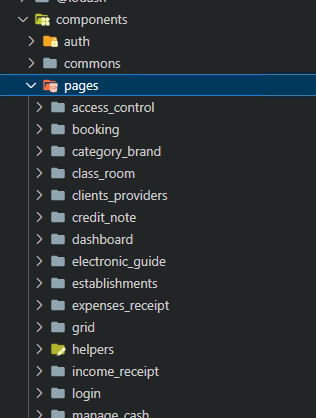 @lodash
components
auth
commons
pages
access_control
booking
category_brand
class_room
clients_providers
credit_note
dashboard
electronic_guide
establishments
expenses_receipt
grid
helpers
income_receipt
login
manage_cash